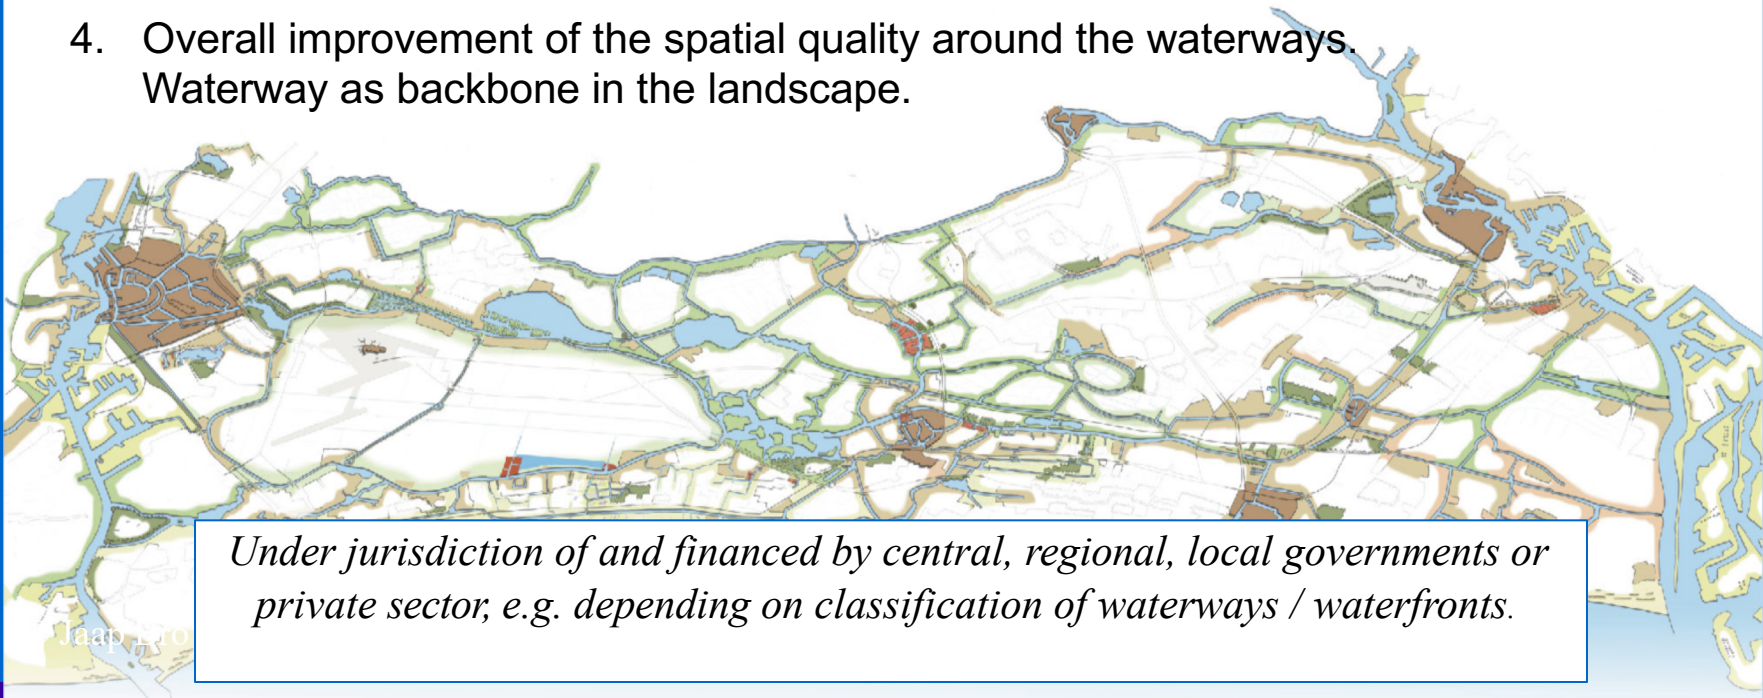 4. Overall improvement of the spatial quality around the waterways.
Waterway as backbone in the landscape.
Under jurisdiction of and financed by central, regional, local governments or
private sector, e.g. depending on classification of waterways / waterfronts.
Jaap